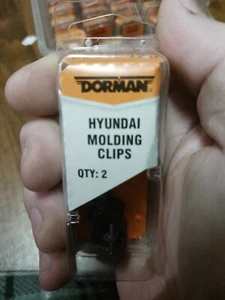 DORMAN
HYUNDAI
MOLDING
CLIPS
QTY: 2